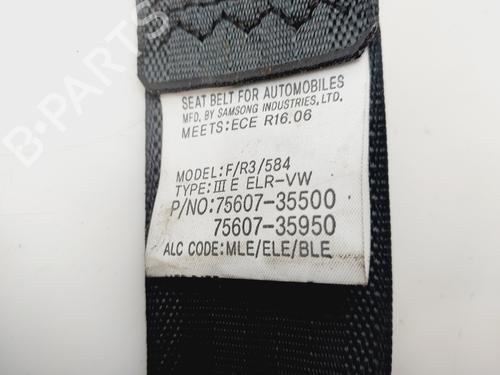 SEAT BELT FOR AUTOMOBILES
MFD. BY SAMSONG INDUSTRIES, LTD.
MEETS:ECE R16.06
MODEL:F/R3/584
TYPE:III E ELR-VW
P/NO:75607-35500
75607-35950
ALC CODE:MLE/ELE/BLE
B-PARTS